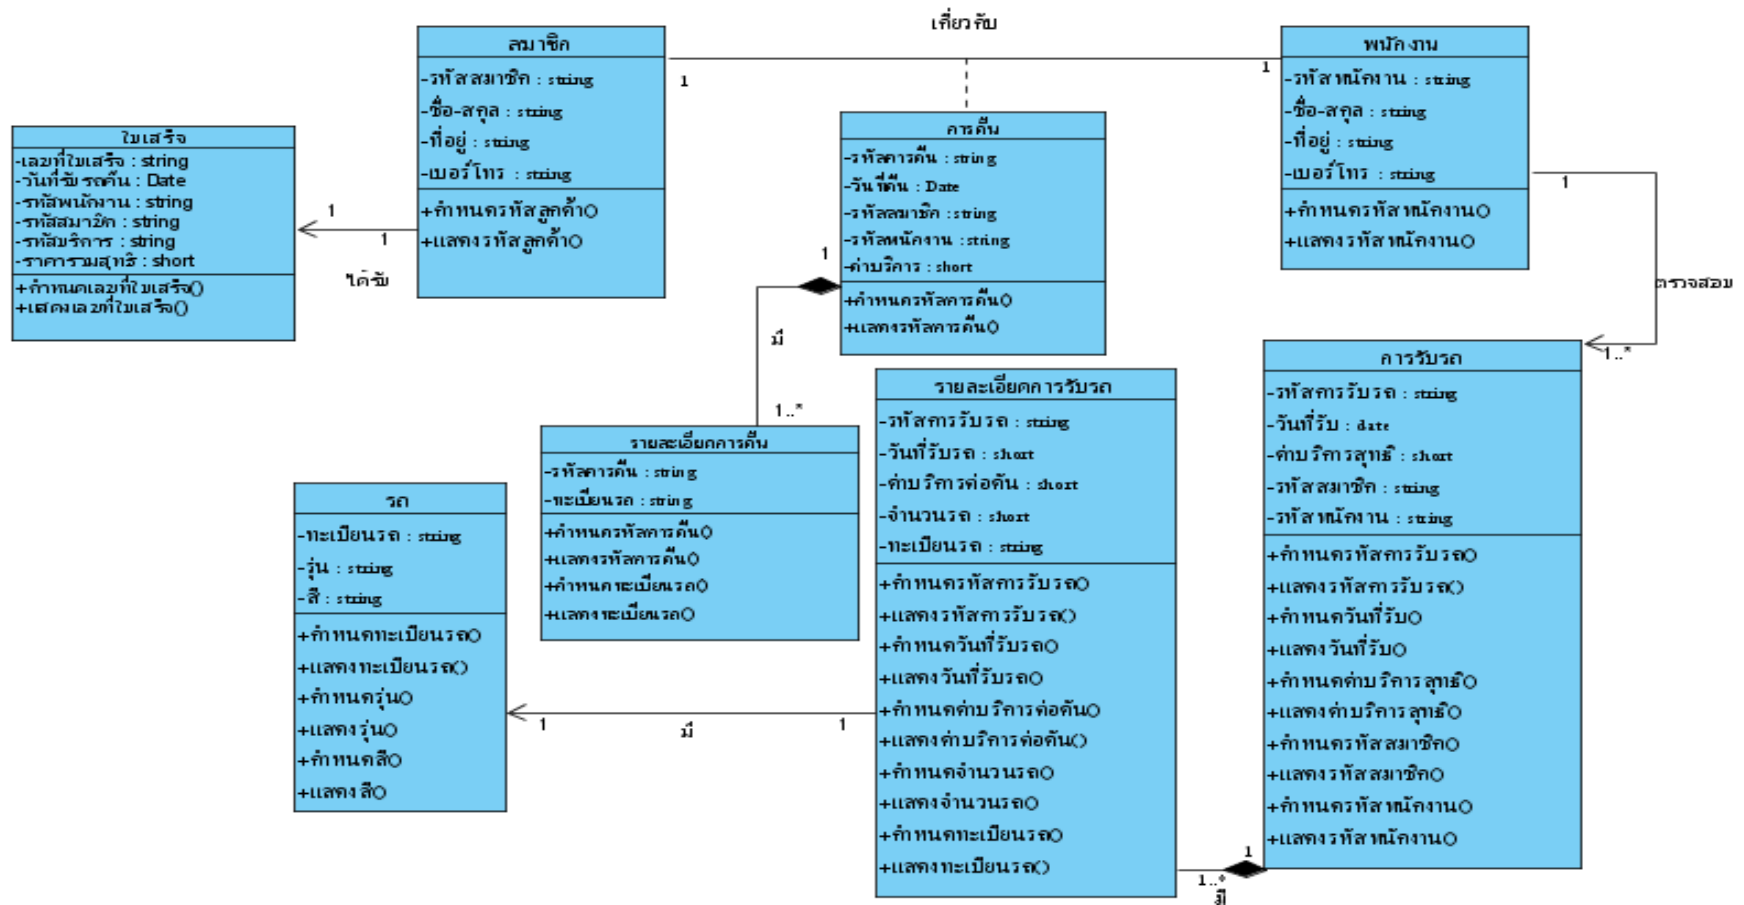 เกี่ยวกับ
สมาชิก
-รหัสสมาชิก : string
-ชื่อ-สกุล : string
-ที่อยู่ : string
-เบอร์โทร : string
+กำหนดรหัสลูกค้า()
+แสดงรหัสลูกค้า()
1
1
พนักงาน
-รหัสพนักงาน : string
-ชื่อ-สกุล : string
-ที่อยู่ : string
-เบอร์โทร : string
+กำหนดรหัสพนักงาน()
+แสดงรหัสพนักงาน()
1
ตรวจสอบ
1..*
ใบเสร็จ
-เลขที่ใบเสร็จ : string
-วันที่รับรถคืน : Date
-รหัสพนักงาน : string
-รหัสสมาชิก : string
-รหัสบริการ : string
-ราคารวมสุทธิ : short
+กำหนดเลขที่ใบเสร็จ()
+แสดงเลขที่ใบเสร็จ()
1
1
ได้รับ
การคืน
-รหัสการคืน : string
-วันที่คืน : Date
-รหัสสมาชิก : string
-รหัสพนักงาน : string
-ค่าบริการ : short
+กำหนดรหัสการคืน()
+แสดงรหัสการคืน()
1
มี
1..*
รายละเอียดการคืน
-รหัสการคืน : string
-ทะเบียนรถ : string
+กำหนดรหัสการคืน()
+แสดงรหัสการคืน()
+กำหนดทะเบียนรถ()
+แสดงทะเบียนรถ()
รายละเอียดการรับรถ
-รหัสการรับรถ : string
-วันที่รับรถ : short
-ค่าบริการต่อคัน : short
-จำนวนรถ : short
-ทะเบียนรถ : string
+กำหนดรหัสการรับรถ()
+แสดงรหัสการรับรถ()
+กำหนดวันที่รับรถ()
+แสดงวันที่รับรถ()
+กำหนดค่าบริการต่อคัน()
+แสดงค่าบริการต่อคัน()
+กำหนดจำนวนรถ()
+แสดงจำนวนรถ()
+กำหนดทะเบียนรถ()
+แสดงทะเบียนรถ()
การรับรถ
-รหัสการรับรถ : string
-วันที่รับ : date
-ค่าบริการสุทธิ : short
-รหัสสมาชิก : string
-รหัสพนักงาน : string
+กำหนดรหัสการรับรถ()
+แสดงรหัสการรับรถ()
+กำหนดวันที่รับ()
+แสดงวันที่รับ()
+กำหนดค่าบริการสุทธิ()
+แสดงค่าบริการสุทธิ()
+กำหนดรหัสสมาชิก()
+แสดงรหัสสมาชิก()
+กำหนดรหัสพนักงาน()
+แสดงรหัสพนักงาน()
รถ
-ทะเบียนรถ : string
-รุ่น : string
-สี : string
+กำหนดทะเบียนรถ()
+แสดงทะเบียนรถ()
+กำหนดรุ่น()
+แสดงรุ่น()
+กำหนดสี()
+แสดงสี()
1
มี
1
1
1..*
มี